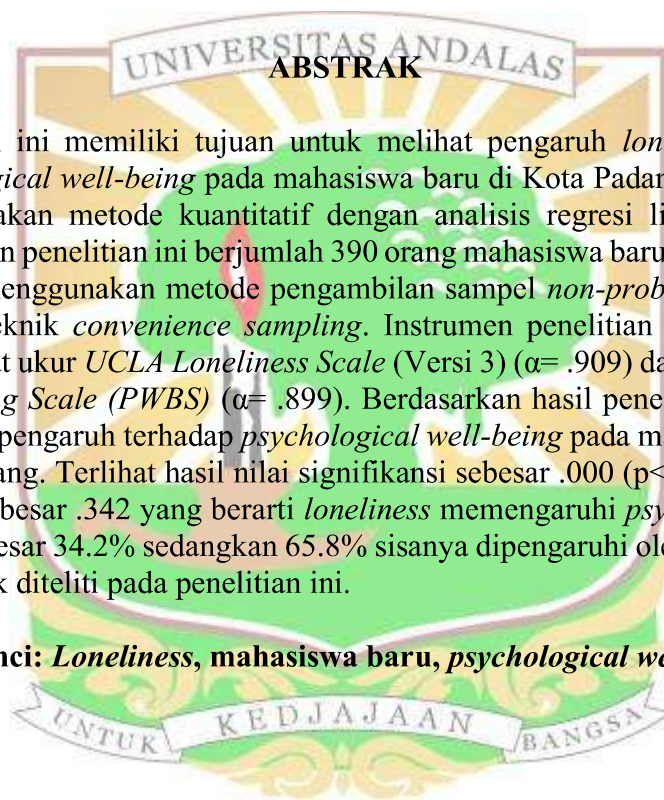 UNIVERSITAS ANDALAS
ABSTRAK
ini memiliki tujuan untuk melihat pengaruh lon
gical well-being pada mahasiswa baru di Kota Padan
akan metode kuantitatif dengan analisis regresi li
n penelitian ini berjumlah 390 orang mahasiswa baru
menggunakan metode pengambilan sampel non-prob
eknik convenience sampling. Instrumen penelitian
at ukur UCLA Loneliness Scale (Versi 3) (α= .909) da
g Scale (PWBS) (α= .899). Berdasarkan hasil pene
pengaruh terhadap psychological well-being pada m
ang. Terlihat hasil nilai signifikansi sebesar .000 (p<
besar .342 yang berarti loneliness memengaruhi psy
esar 34.2% sedangkan 65.8% sisanya dipengaruhi ole
k diteliti pada penelitian ini.
nci: Loneliness, mahasiswa baru, psychological we
UNTUK KEDJAJAAN BANGSA